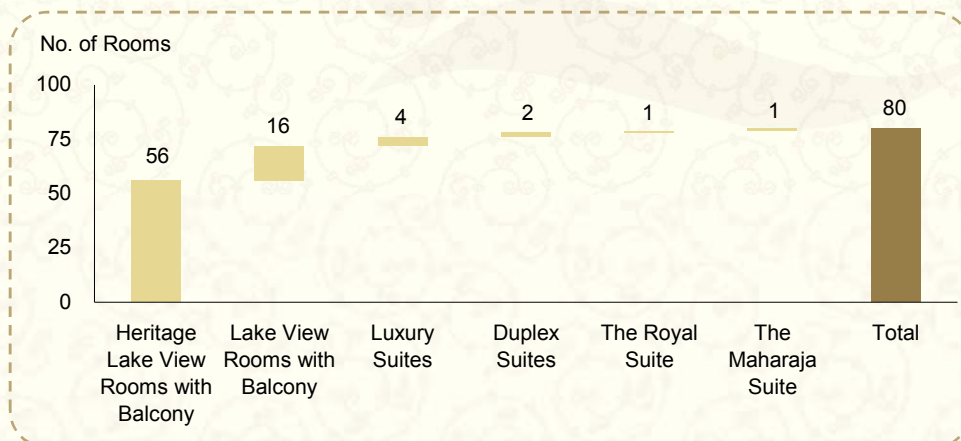 No. of Rooms
100
75
50
25
0
56
16
4
2
1
1
80
Heritage
Lake View
Rooms with
Balcony
Lake View
Rooms with
Balcony
Luxury
Suites
Duplex
Suites
The Royal
Suite
The
Maharaja
Suite
Total